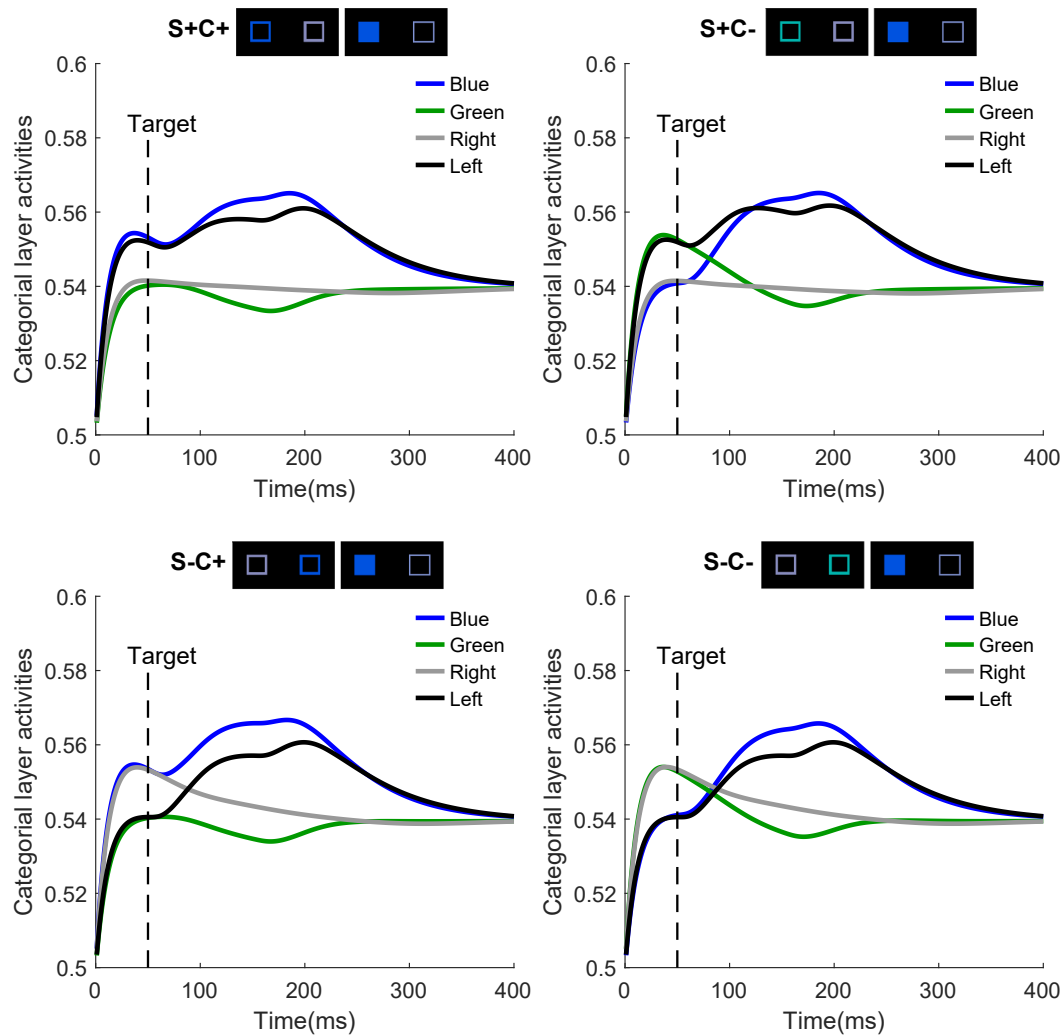 S+C+
0.6
0.58
0.56
0.54
0.52
0.5
Categorial layer activities
Target
Blue
Green
Right
Left
0
100
200
300
400
Time(ms)
S+C-
0.6
0.58
0.56
0.54
0.52
0.5
Categorial layer activities
Target
Blue
Green
Right
Left
0
100
200
300
400
Time(ms)
S-C+
0.6
0.58
0.56
0.54
0.52
0.5
Categorial layer activities
Target
Blue
Green
Right
Left
0
100
200
300
400
Time(ms)
S-C-
0.6
0.58
0.56
0.54
0.52
0.5
Categorial layer activities
Target
Blue
Green
Right
Left
0
100
200
300
400
Time(ms)